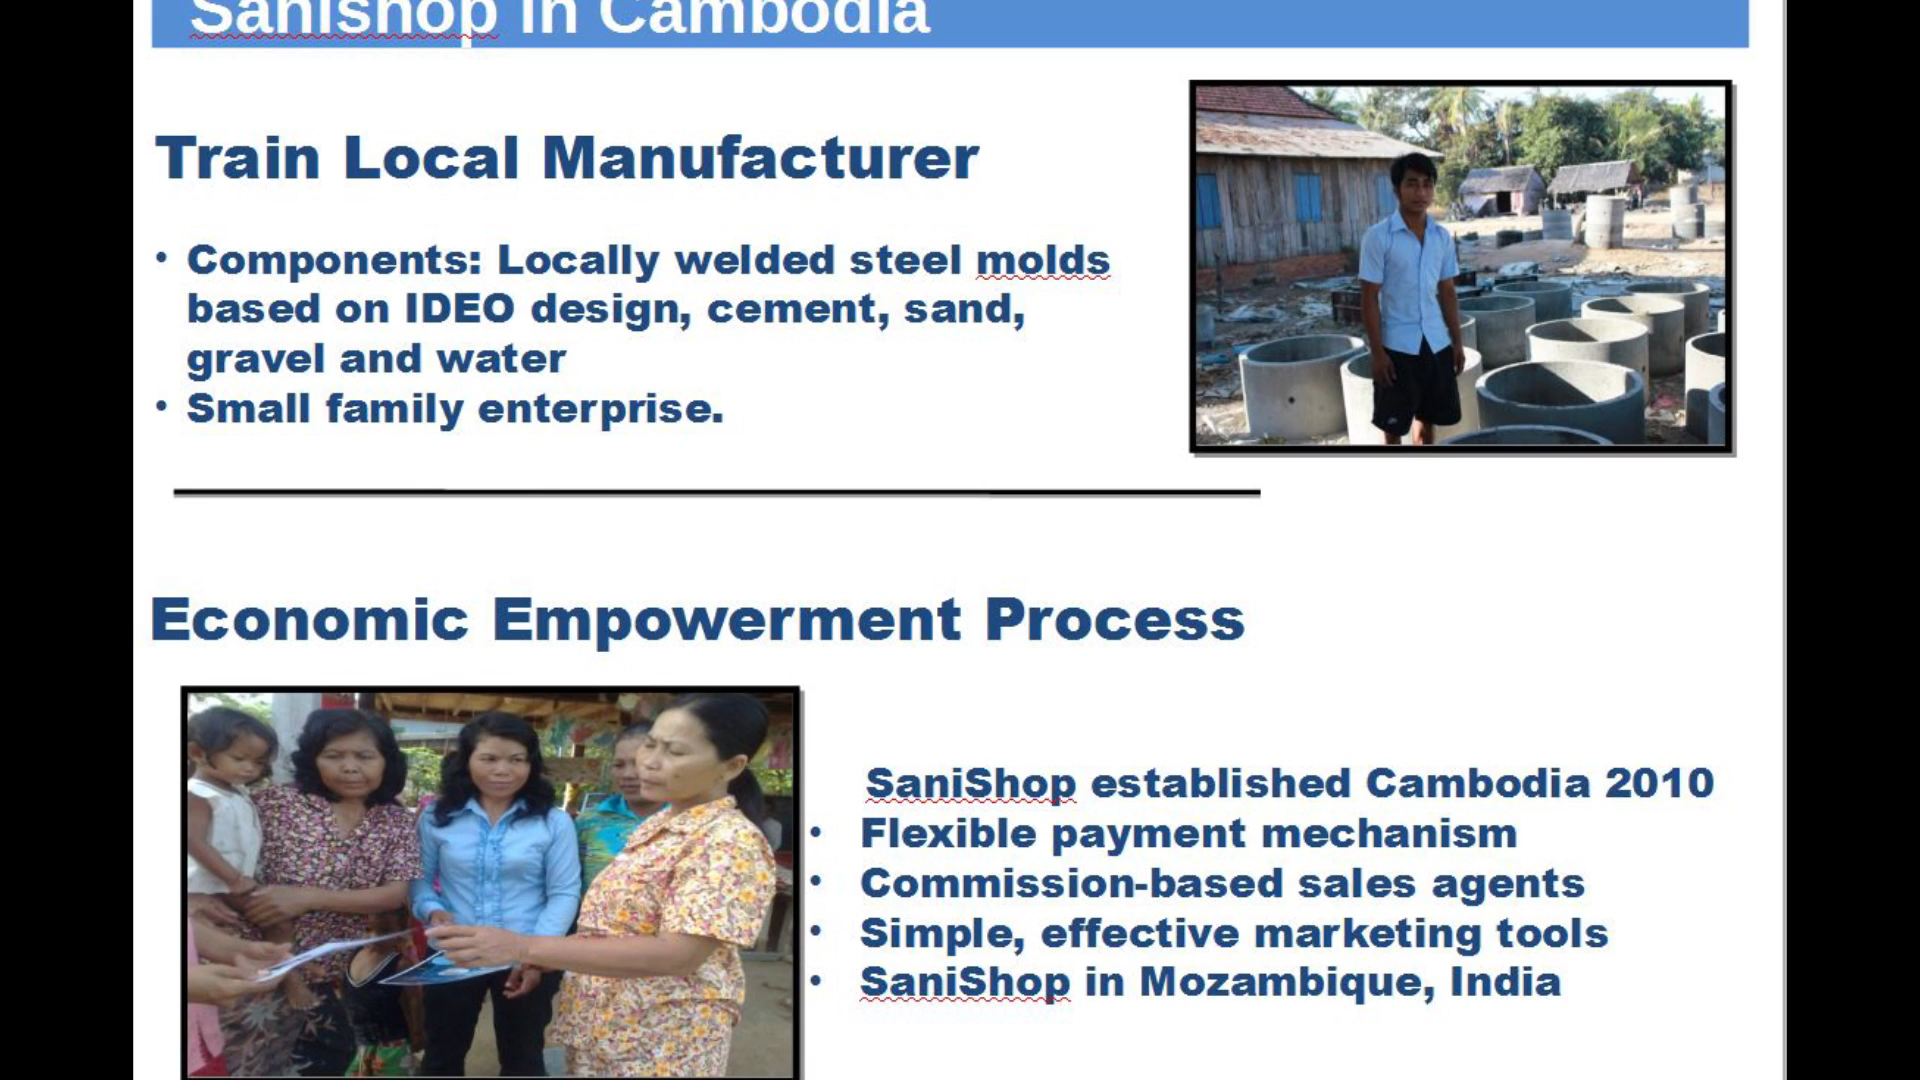 Sanishop in Cambodia
Train Local Manufacturer
• Components: Locally welded steel molds
based on IDEO design, cement, sand,
gravel and water
• Small family enterprise.
Economic Empowerment Process
SaniShop established Cambodia 2010
• Flexible payment mechanism
• Commission-based sales agents
• Simple, effective marketing tools
• SaniShop in Mozambique, India